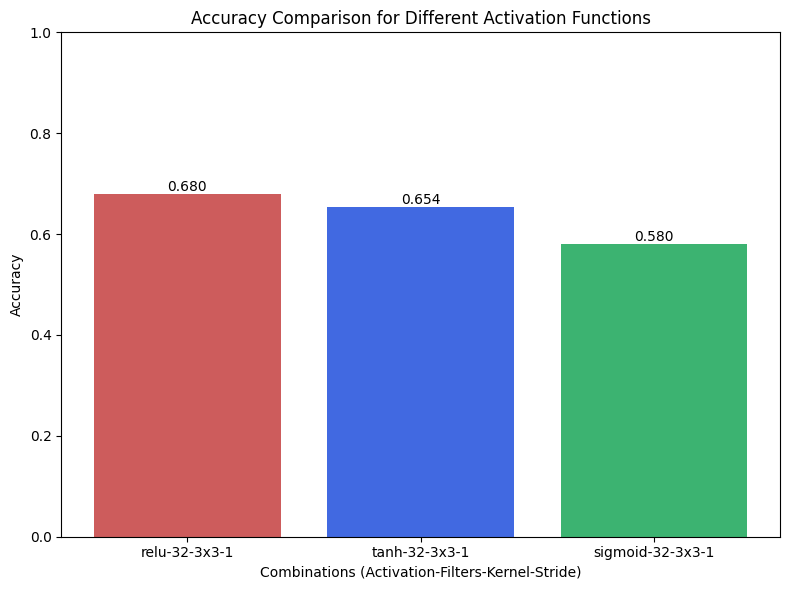 Accuracy Comparison for Different Activation Functions
1.0
0.8
0.6
0.4
0.2
0.0
Accuracy
0.680
0.654
0.580
relu-32-3x3-1
tanh-32-3x3-1
sigmoid-32-3x3-1
Combinations (Activation-Filters-Kernel-Stride)